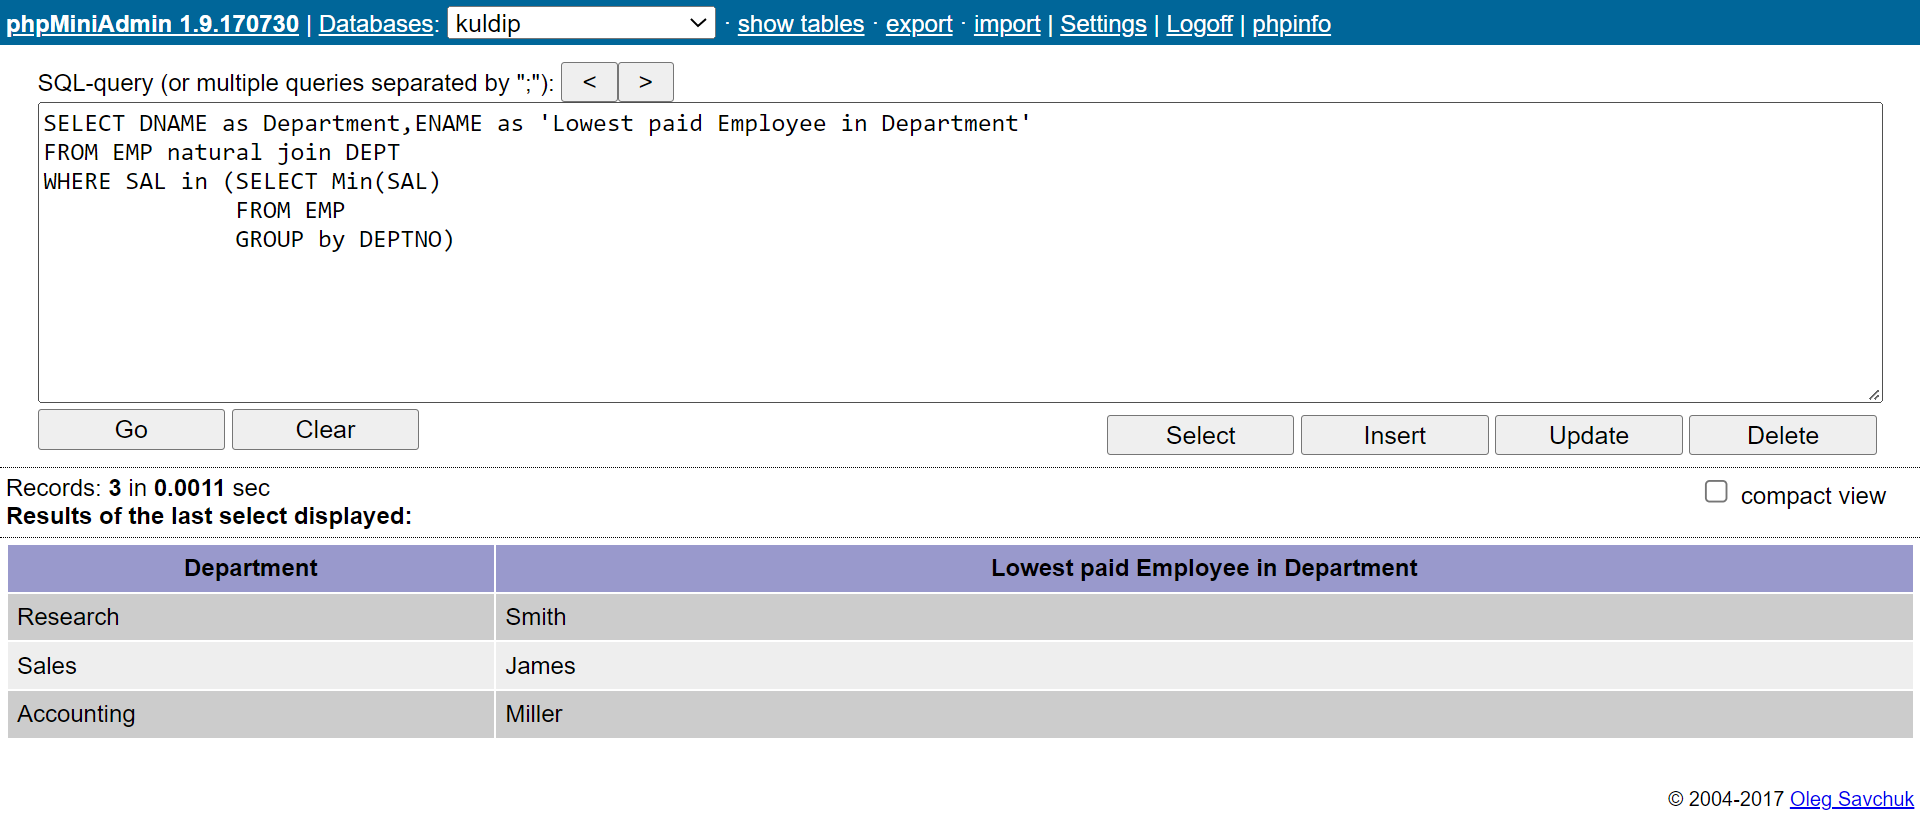 phpMiniAdmin 1.9.170730 | Databases: kuldip · show tables · export · import | Settings | Logoff | phpinfo
SQL-query (or multiple queries separated by ";"): < >
SELECT DNAME as Department,ENAME as 'Lowest paid Employee in Department'
FROM EMP natural join DEPT
WHERE SAL in (SELECT Min(SAL)
FROM EMP
GROUP by DEPTNO)
Go Clear Select Insert Update Delete
Records: 3 in 0.0011 sec compact view
Results of the last select displayed:
Department Lowest paid Employee in Department
Research Smith
Sales James
Accounting Miller
© 2004-2017 Oleg Savchuk